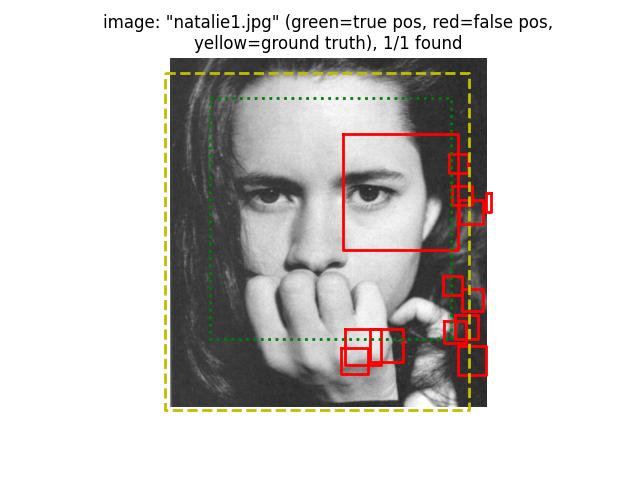 image: "natalie1.jpg" (green=true pos, red=false pos,
yellow=ground truth), 1/1 found